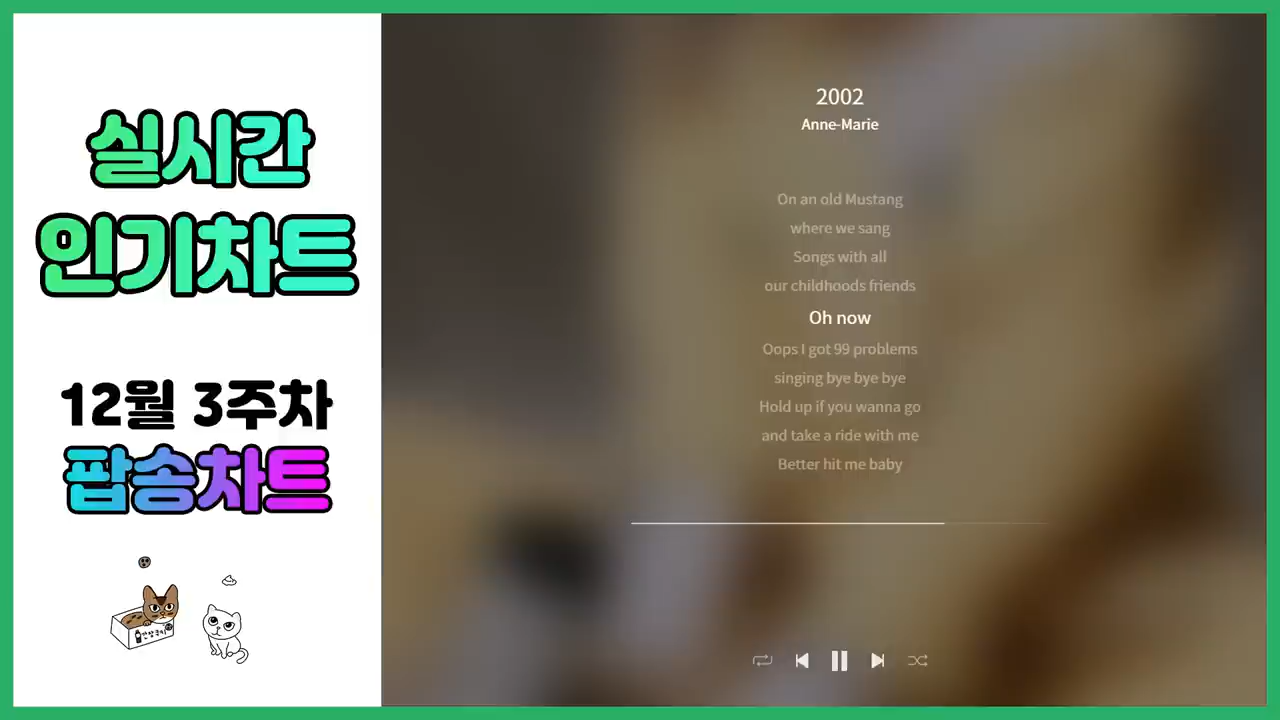 실시간
인기차트
12월 3주차
팝송차트
2002
Anne-Marie
On an old Mustang
where we sang
Songs with all
our childhoods friends
Oh now
Oops I got 99 problems
singing bye bye bye
Hold up if you wanna go
and take a ride with me
Better hit me baby